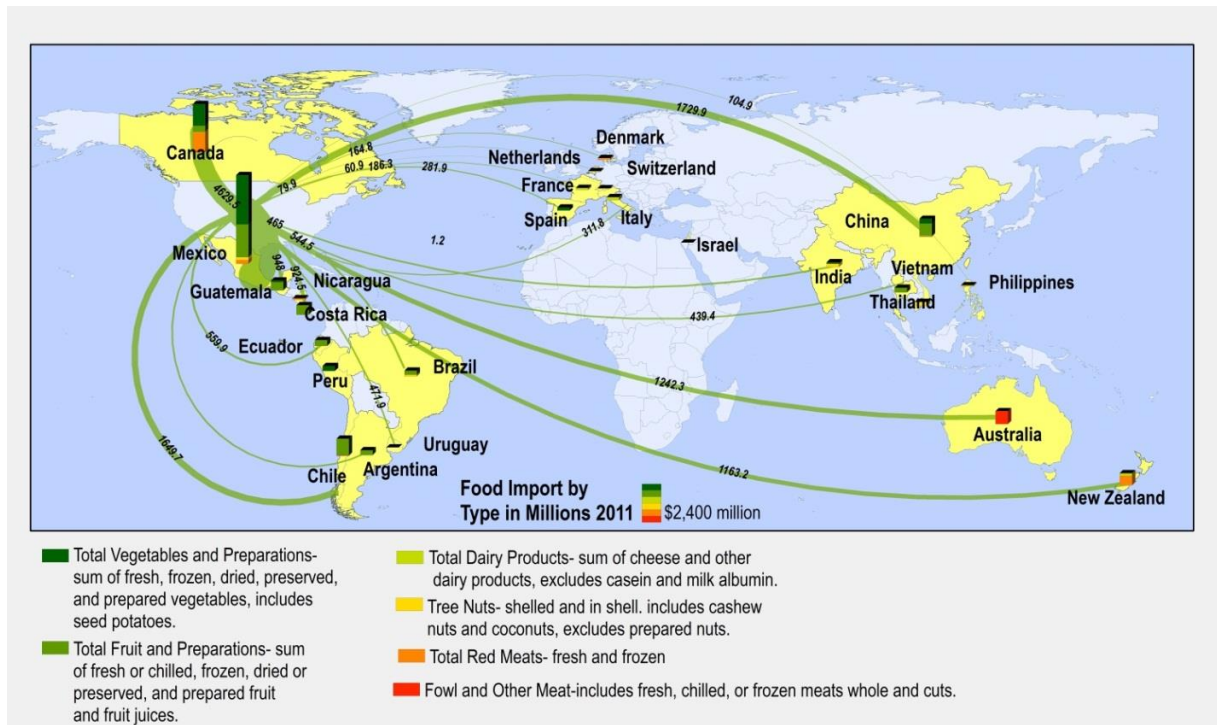 104.9
1729.9
Canada
164.8
60.9
186.3
79.9
281.9
Denmark
Netherlands
Switzerland
France
Spain
Italy
China
4629.5
465
544.5
311.8
1.2
Israel
Mexico
948
924.5
Nicaragua
Guatemala
Costa Rica
India
Vietnam
Thailand
Philippines
439.4
559.9
Ecuador
Peru
Brazil
471.9
1242.3
Australia
1649.7
Chile
Uruguay
Argentina
1163.2
New Zealand
Food Import by
Type in Millions 2011
$2,400 million
Total Vegetables and Preparations-
sum of fresh, frozen, dried, preserved,
and prepared vegetables, includes
seed potatoes.
Total Fruit and Preparations- sum
of fresh or chilled, frozen, dried or
preserved, and prepared fruit
and fruit juices.
Total Dairy Products- sum of cheese and other
dairy products, excludes casein and milk albumin.
Tree Nuts- shelled and in shell. includes cashew
nuts and coconuts, excludes prepared nuts.
Total Red Meats- fresh and frozen
Fowl and Other Meat-includes fresh, chilled, or frozen meats whole and cuts.